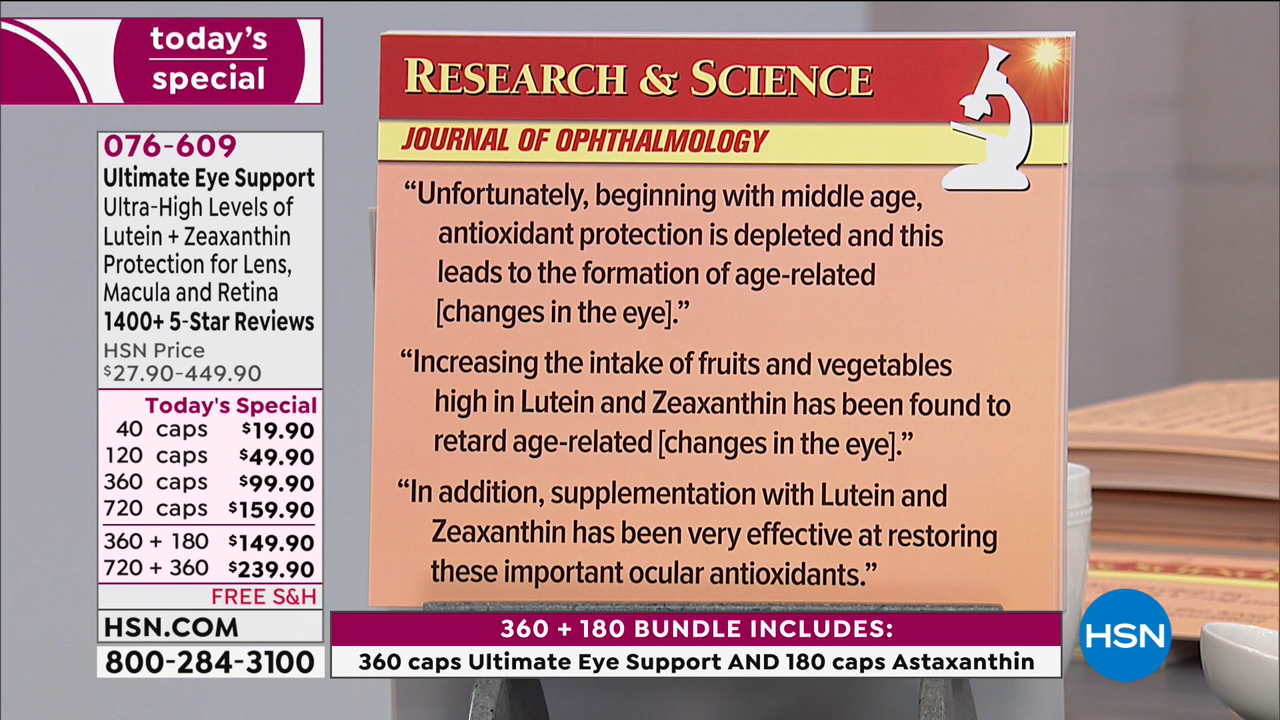 today's
special
076-609
Ultimate Eye Support
Ultra-High Levels of
Lutein + Zeaxanthin
Protection for Lens,
Macula and Retina
1400+ 5-Star Reviews
HSN Price
$27.90-449.90
Today's Special
40 caps $19.90
120 caps $49.90
360 caps $99.90
720 caps $159.90
360 + 180 $149.90
720 + 360 $239.90
FREE S&H
HSN.COM
800-284-3100
RESEARCH & SCIENCE
JOURNAL OF OPHTHALMOLOGY
“Unfortunately, beginning with middle age,
antioxidant protection is depleted and this
leads to the formation of age-related
[changes in the eye].”
“Increasing the intake of fruits and vegetables
high in Lutein and Zeaxanthin has been found to
retard age-related [changes in the eye].”
“In addition, supplementation with Lutein and
Zeaxanthin has been very effective at restoring
these important ocular antioxidants.”
360 + 180 BUNDLE INCLUDES:
360 caps Ultimate Eye Support AND 180 caps Astaxanthin
HSN